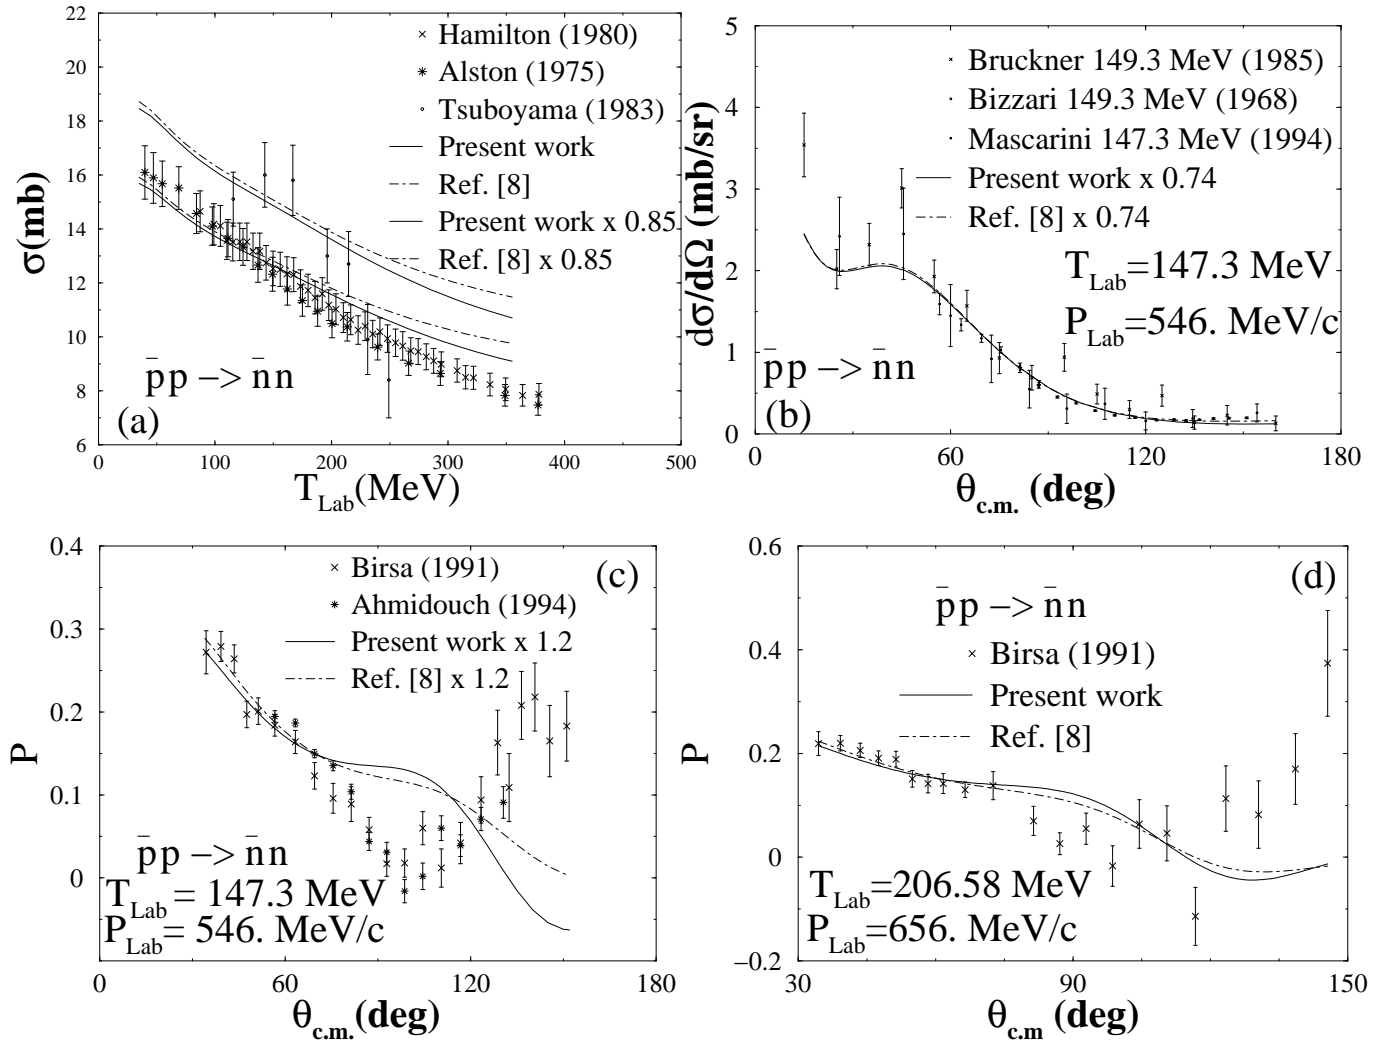 σ(mb)
22
20
18
16
14
12
10
8
6
Hamilton (1980)
Alston (1975)
Tsuboyama (1983)
Present work
Ref. [8]
Present work x 0.85
Ref. [8] x 0.85
p̄p −> n̄n
(a)
0 100 200 300 400 500
T_Lab(MeV)
dσ/dΩ (mb/sr)
5
4
3
2
1
0
Bruckner 149.3 MeV (1985)
Bizzari 149.3 MeV (1968)
Mascarini 147.3 MeV (1994)
Present work x 0.74
Ref. [8] x 0.74
T_Lab=147.3 MeV
P_Lab=546. MeV/c
p̄p −> n̄n
(b)
0 60 120 180
θ_c.m. (deg)
P
0.4
0.3
0.2
0.1
0
(c)
Birsa (1991)
Ahmidouch (1994)
Present work x 1.2
Ref. [8] x 1.2
p̄p −> n̄n
T_Lab = 147.3 MeV
P_Lab= 546. MeV/c
0 60 120 180
θ_c.m.(deg)
P
0.6
0.4
0.2
0
−0.2
(d)
p̄p −> n̄n
Birsa (1991)
Present work
Ref. [8]
T_Lab=206.58 MeV
P_Lab=656. MeV/c
30 90 150
θ_c.m (deg)